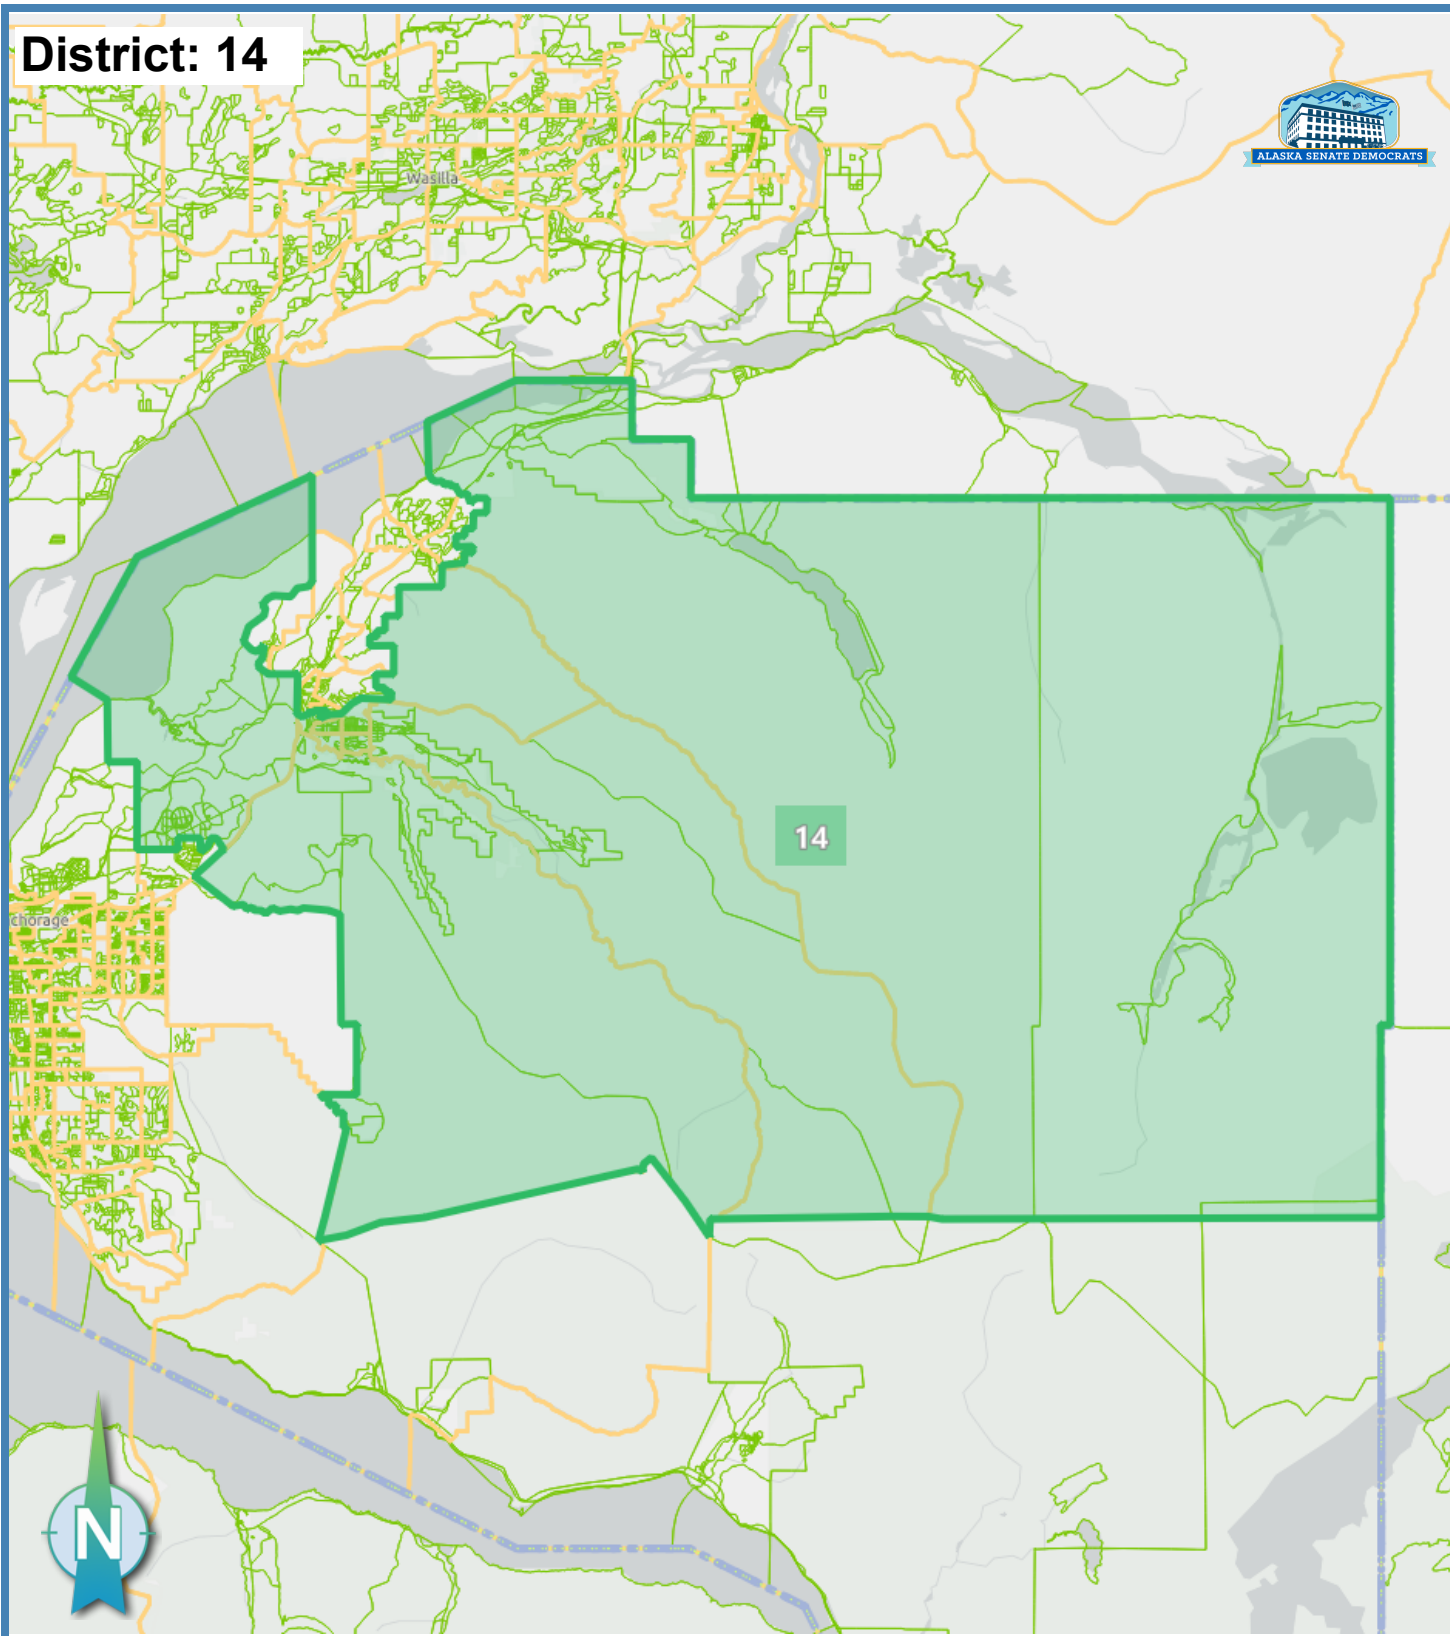 District: 14
ALASKA SENATE DEMOCRATS
Wasilla
14
chorage
N